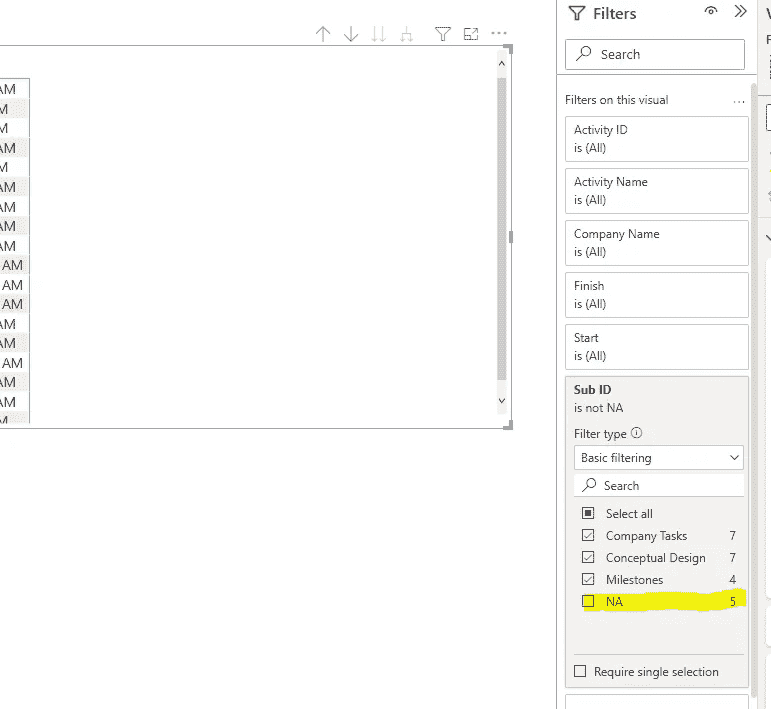 Filters
Search
AM
M
M
AM
M
AM
AM
AM
AM
AM
AM
AM
AM
AM
AM
AM
AM
Filters on this visual
...
Activity ID
is (All)
Activity Name
is (All)
Company Name
is (All)
Finish
is (All)
Start
is (All)
Sub ID
is not NA
Filter type
Basic filtering
Search
Select all
Company Tasks 7
Conceptual Design 7
Milestones 4
NA 5
Require single selection